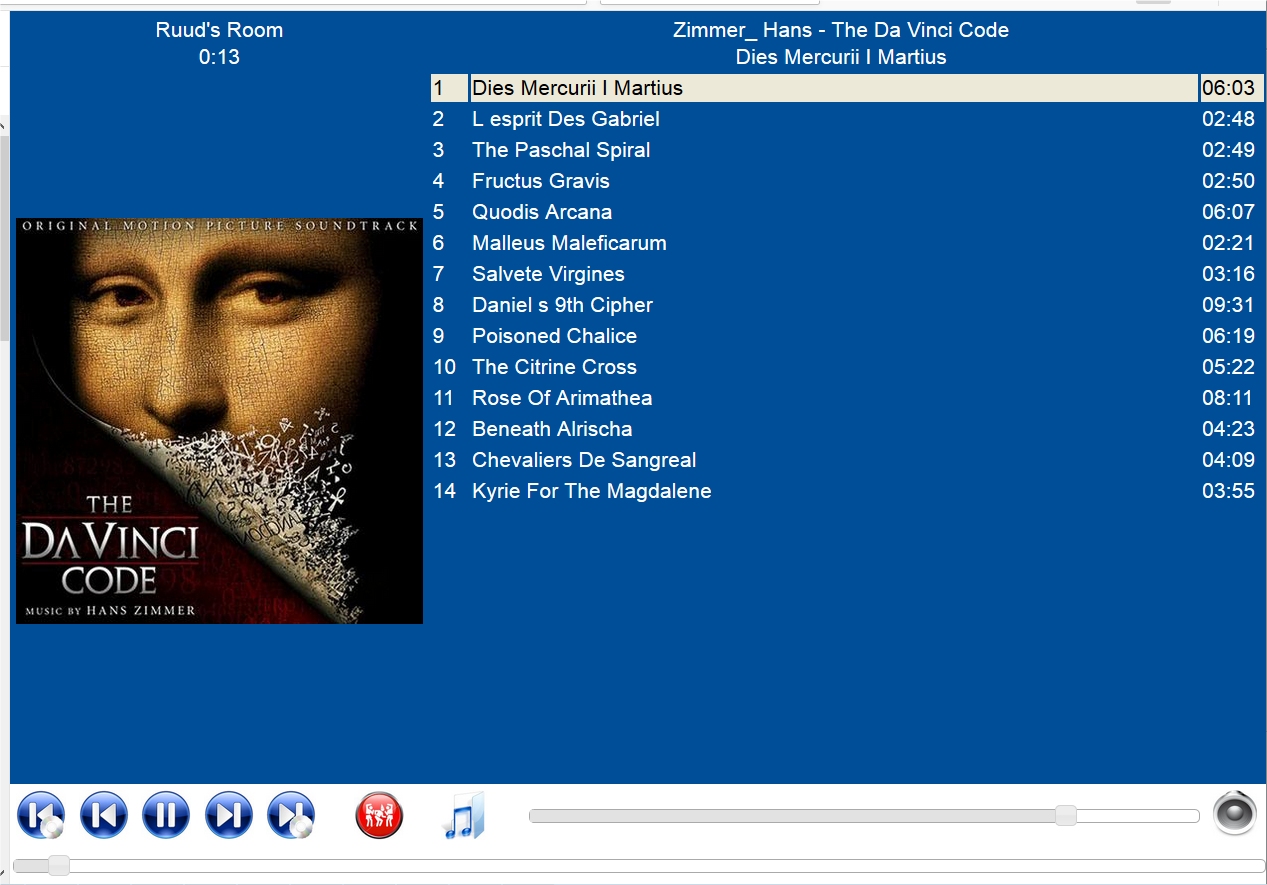 Ruud's Room
0:13
Zimmer_ Hans - The Da Vinci Code
Dies Mercurii I Martius
1 Dies Mercurii I Martius 06:03
2 L esprit Des Gabriel 02:48
3 The Paschal Spiral 02:49
4 Fructus Gravis 02:50
5 Quodis Arcana 06:07
6 Malleus Maleficarum 02:21
7 Salvete Virgines 03:16
8 Daniel s 9th Cipher 09:31
9 Poisoned Chalice 06:19
10 The Citrine Cross 05:22
11 Rose Of Arimathea 08:11
12 Beneath Alrischa 04:23
13 Chevaliers De Sangreal 04:09
14 Kyrie For The Magdalene 03:55
ORIGINAL MOTION PICTURE SOUNDTRACK
THE
DA VINCI
CODE
MUSIC BY HANS ZIMMER